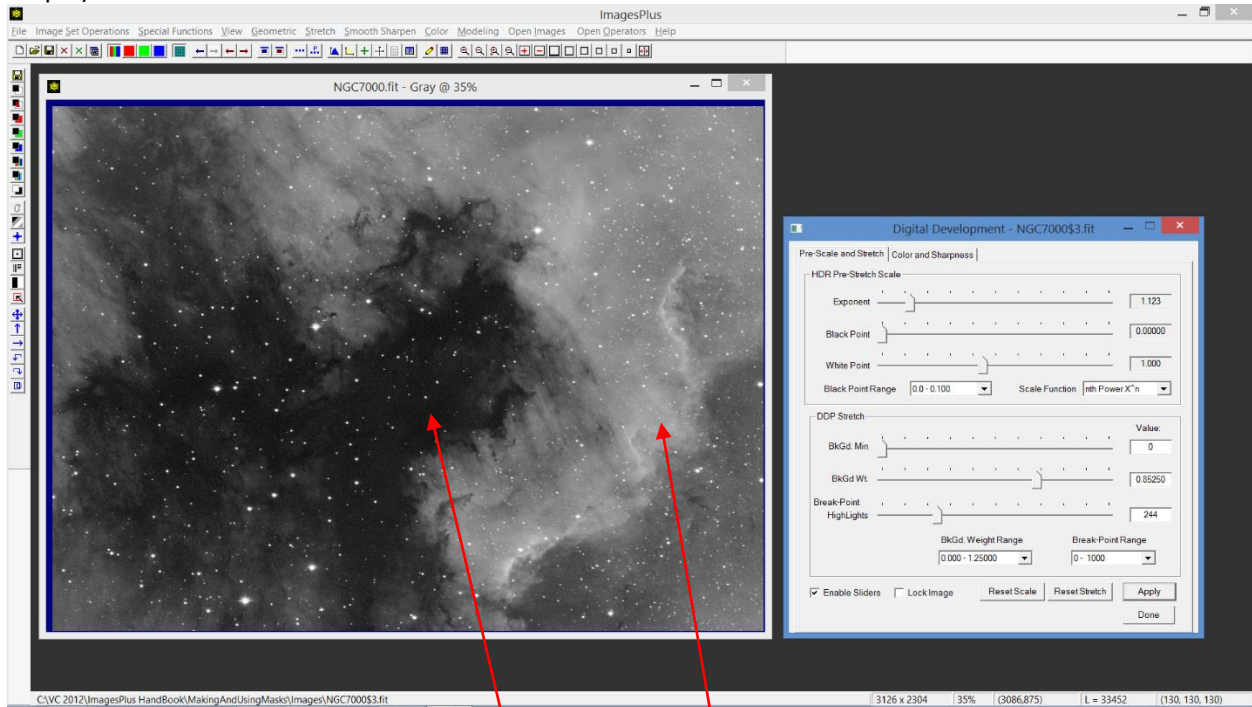 ImagesPlus
File Image Set Operations Special Functions View Geometric Stretch Smooth Sharpen Color Modeling Open Images Open Operators Help
NGC7000.fit - Gray @ 35%
Digital Development - NGC7000$3.fit
Pre-Scale and Stretch Color and Sharpness
HDR Pre-Stretch Scale
Exponent 1.123
Black Point 0.00000
White Point 1.000
Black Point Range 0.0 - 0.100 Scale Function nth Power X^n
DDP Stretch
Value:
BkGd. Min 0
BkGd Wt. 0.85250
Break-Point
HighLights 244
BkGd. Weight Range Break-Point Range
0.000 - 1.25000 0 - 1000
Enable Sliders Lock Image Reset Scale Reset Stretch Apply
Done
C:\VC 2012\ImagesPlus HandBook\MakingAndUsingMasks\Images\NGC7000$3.fit 3126 x 2304 35% (3086,875) L = 33452 (130, 130, 130)